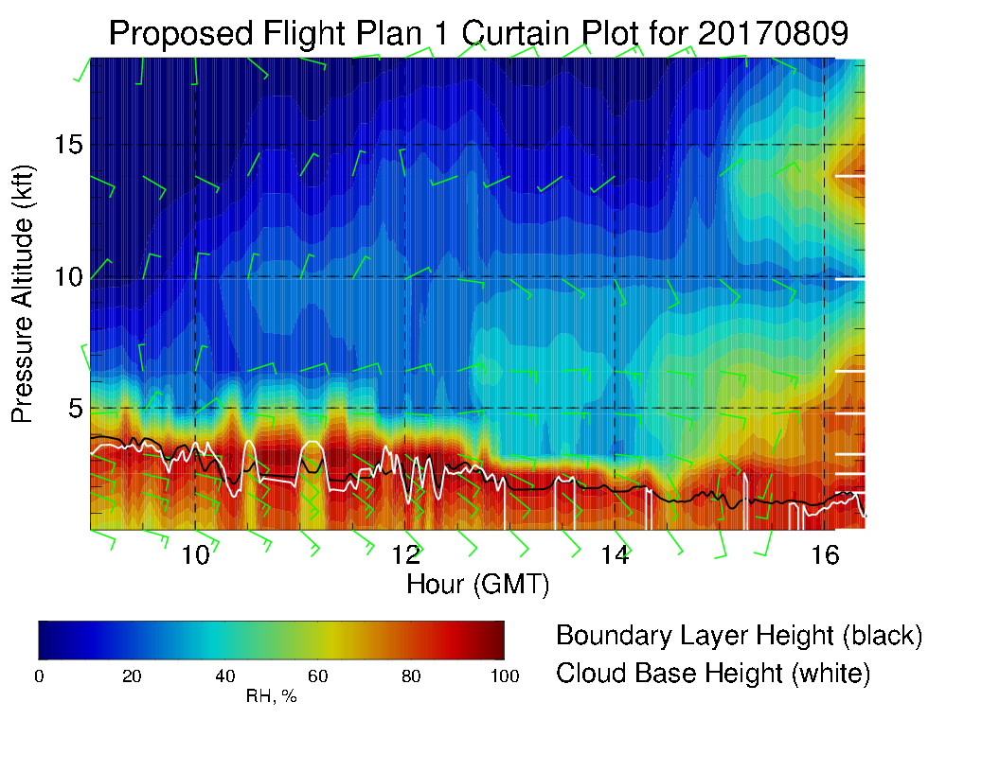 Proposed Flight Plan 1 Curtain Plot for 20170809
Pressure Altitude (kft)
15
10
5
10 12 14 16
Hour (GMT)
0 20 40 60 80 100
RH, %
Boundary Layer Height (black)
Cloud Base Height (white)